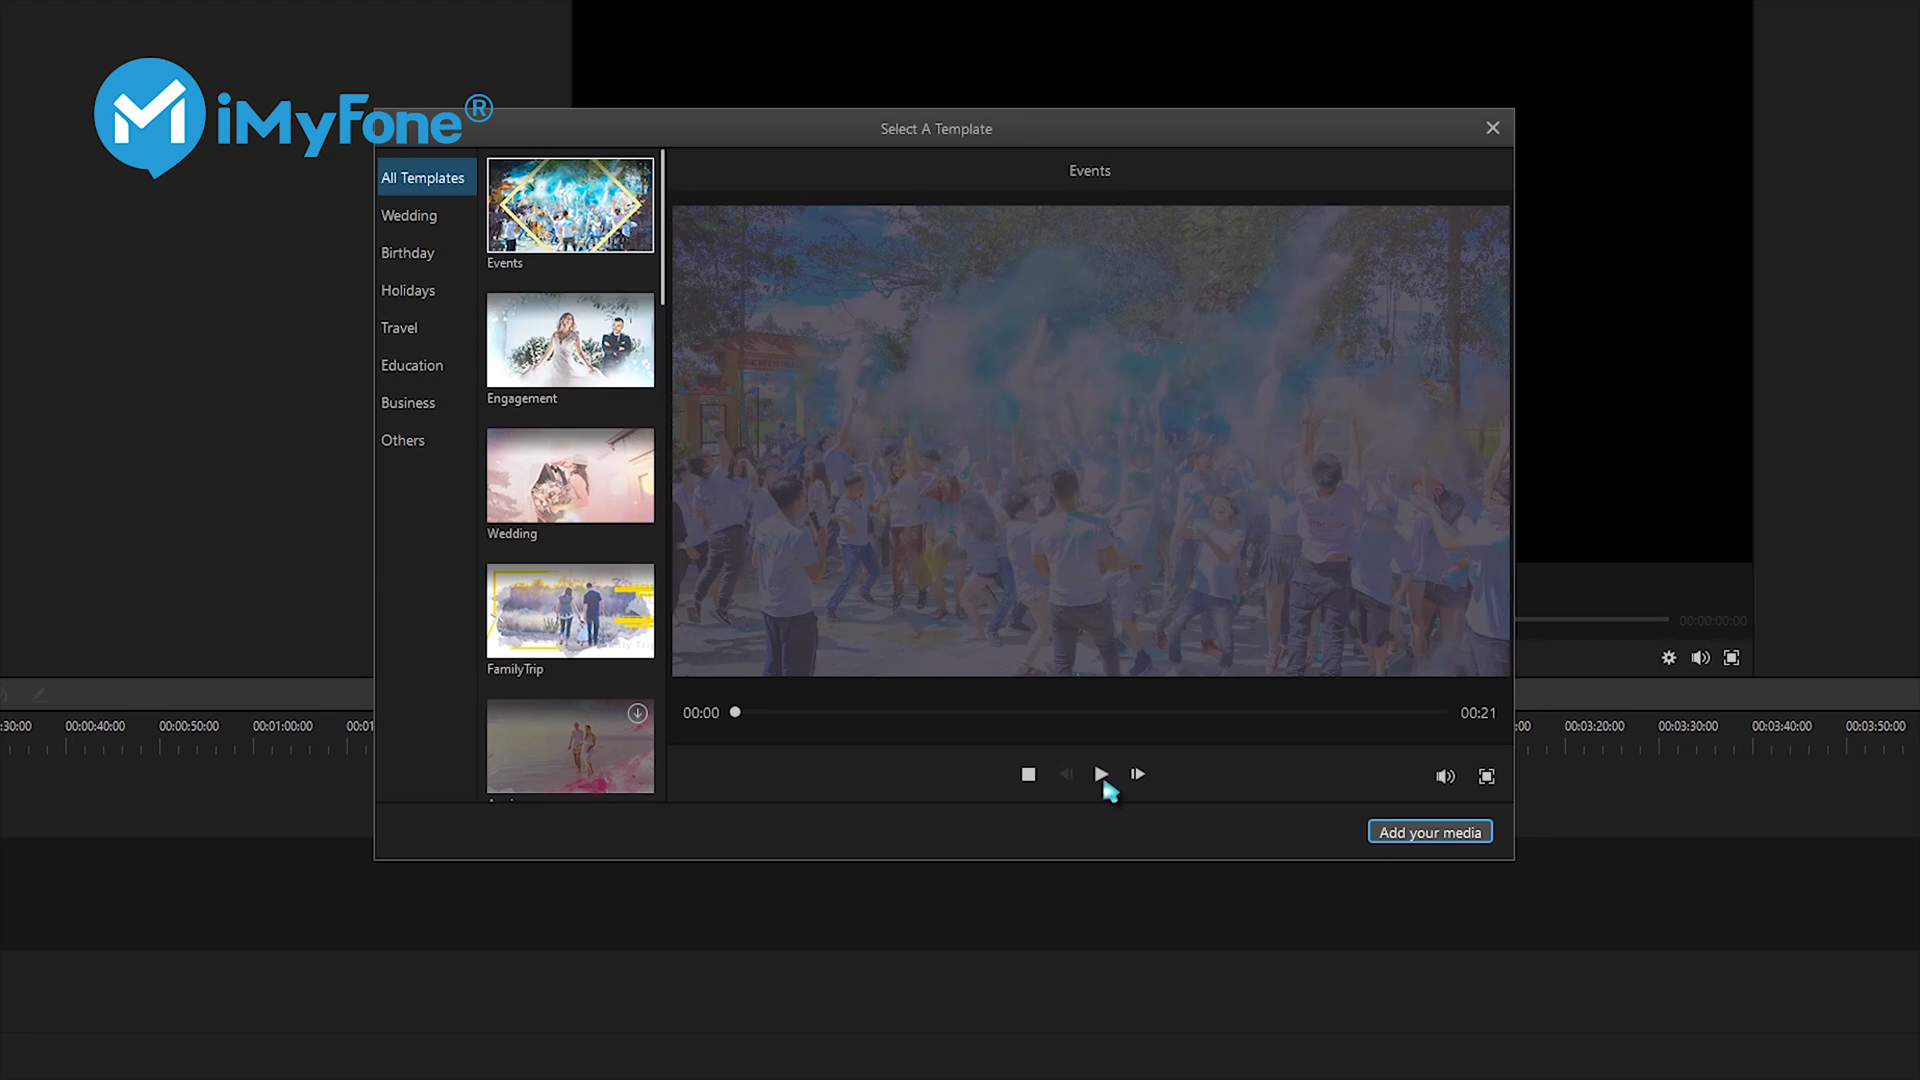 iMyFone®
Select A Template
Events
All Templates
Wedding
Birthday
Holidays
Travel
Education
Business
Others
Events
Engagement
Wedding
FamilyTrip
00:00
00:21
Add your media
00:00:00:00
:30:00
00:00:40:00
00:00:50:00
00:01:00:00
00:01
:00
00:03:20:00
00:03:30:00
00:03:40:00
00:03:50:00